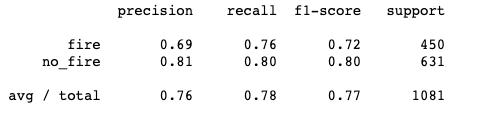 precision recall f1-score support
fire 0.69 0.76 0.72 450
no_fire 0.81 0.80 0.80 631
avg / total 0.76 0.78 0.77 1081